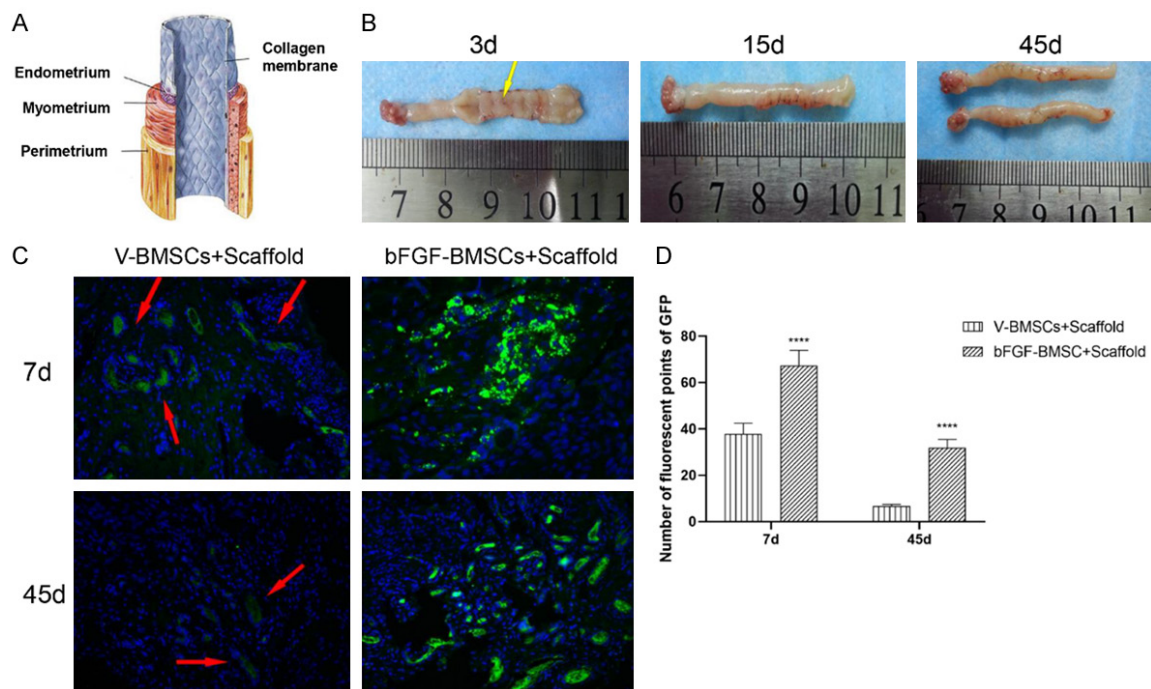 A
Endometrium
Myometrium
Perimetrium
Collagen
membrane
B
3d
15d
45d
7 8 9 10 11
6 7 8 9 10 11
8 9 10 11 12 13
C
V-BMSCs+Scaffold
bFGF-BMSCs+Scaffold
7d
45d
D
Number of fluorescent points of GFP
80
60
40
20
0
****
****
7d
45d
V-BMSCs+Scaffold
bFGF-BMSC+Scaffold